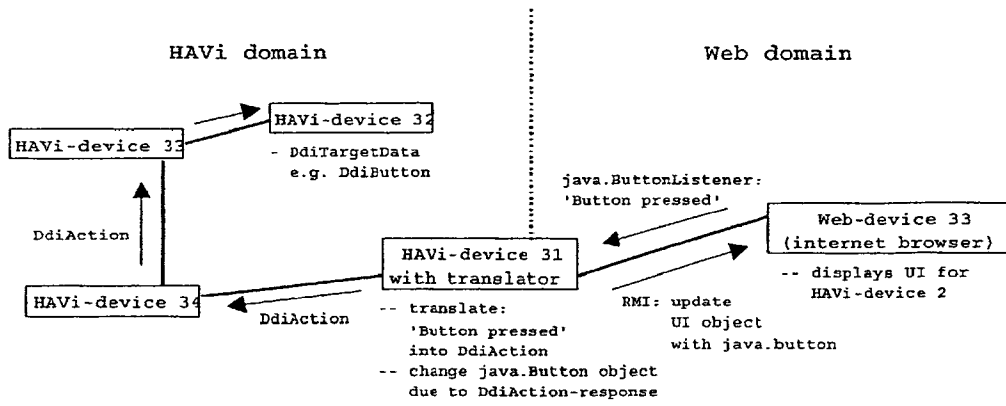 HAVi domain
Web domain
HAVi-device 32
HAVi-device 33
- DdiTargetData
e.g. DdiButton
java.ButtonListener:
'Button pressed'
DdiAction
Web-device 33
(internet browser)
HAVi-device 31
with translator
-- displays UI for
HAVi-device 2
HAVi-device 34
DdiAction
RMI: update
UI object
with java.button
-- translate:
'Button pressed'
into DdiAction
-- change java.Button object
due to DdiAction-response